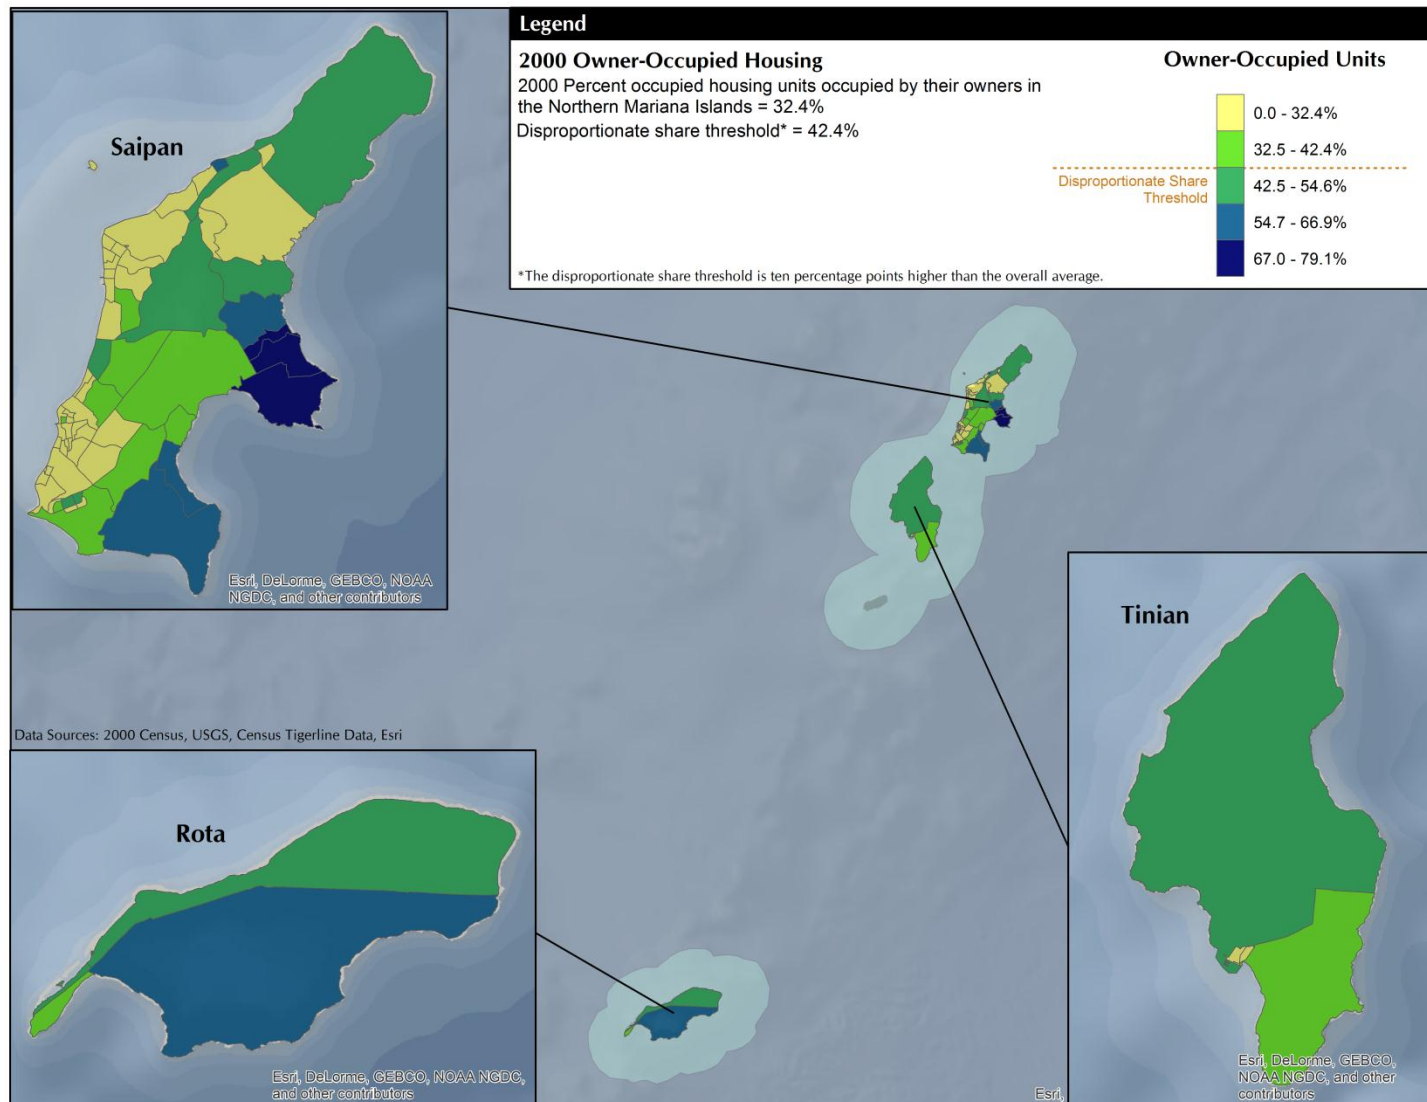 Legend
2000 Owner-Occupied Housing
2000 Percent occupied housing units occupied by their owners in
the Northern Mariana Islands = 32.4%
Disproportionate share threshold* = 42.4%
*The disproportionate share threshold is ten percentage points higher than the overall average.
Owner-Occupied Units
0.0 - 32.4%
32.5 - 42.4%
Disproportionate Share
Threshold
42.5 - 54.6%
54.7 - 66.9%
67.0 - 79.1%
Saipan
Esri, DeLorme, GEBCO, NOAA
NGDC, and other contributors
Tinian
Esri, DeLorme, GEBCO,
NOAA NGDC, and other
contributors
Data Sources: 2000 Census, USGS, Census Tigerline Data, Esri
Rota
Esri, DeLorme, GEBCO, NOAA NGDC,
and other contributors
Esri,